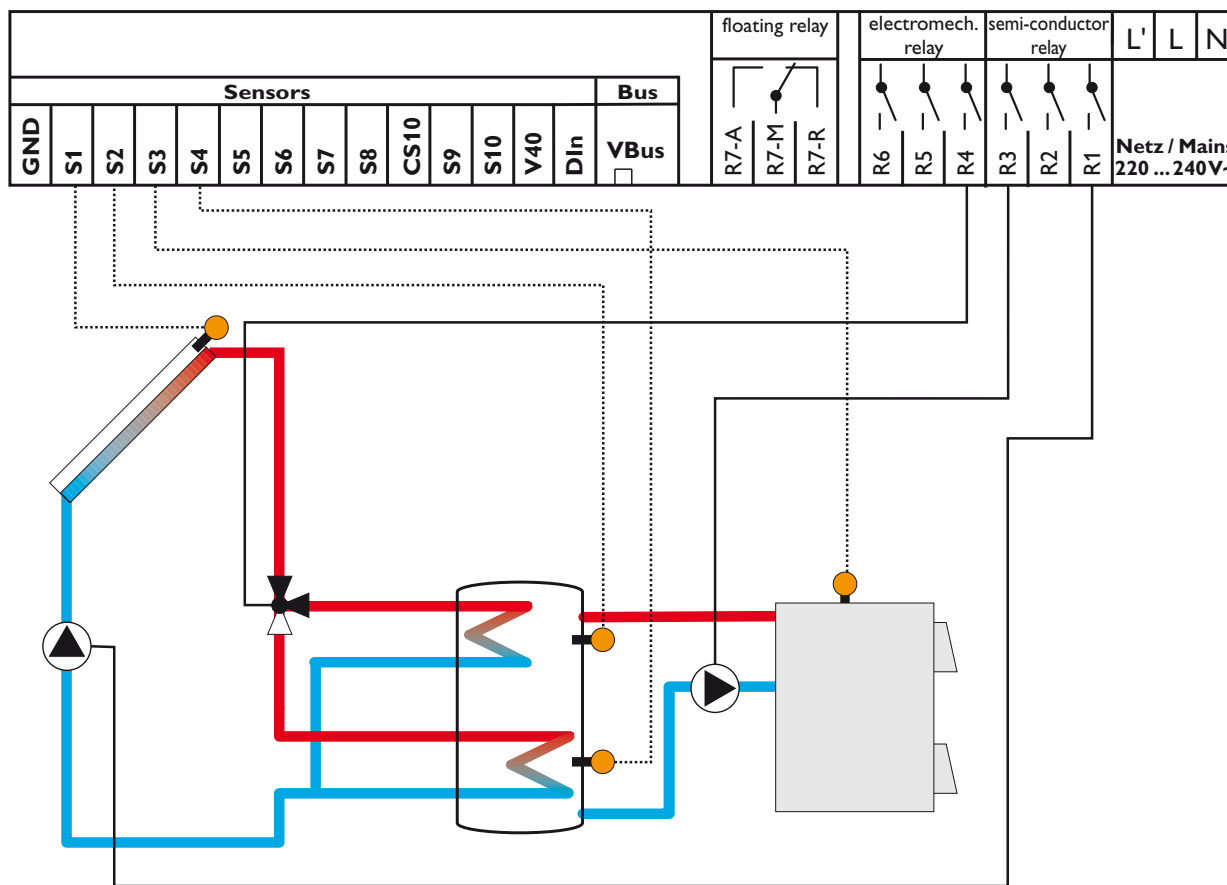 floating relay
electromech.
relay
semi-conductor
relay
L'
L
N
Sensors
Bus
GND
S1
S2
S3
S4
S5
S6
S7
S8
CS10
S9
S10
V40
DIn
VBus
R7-A
R7-M
R7-R
R6
R5
R4
R3
R2
R1
Netz / Mains
220 ... 240 V~